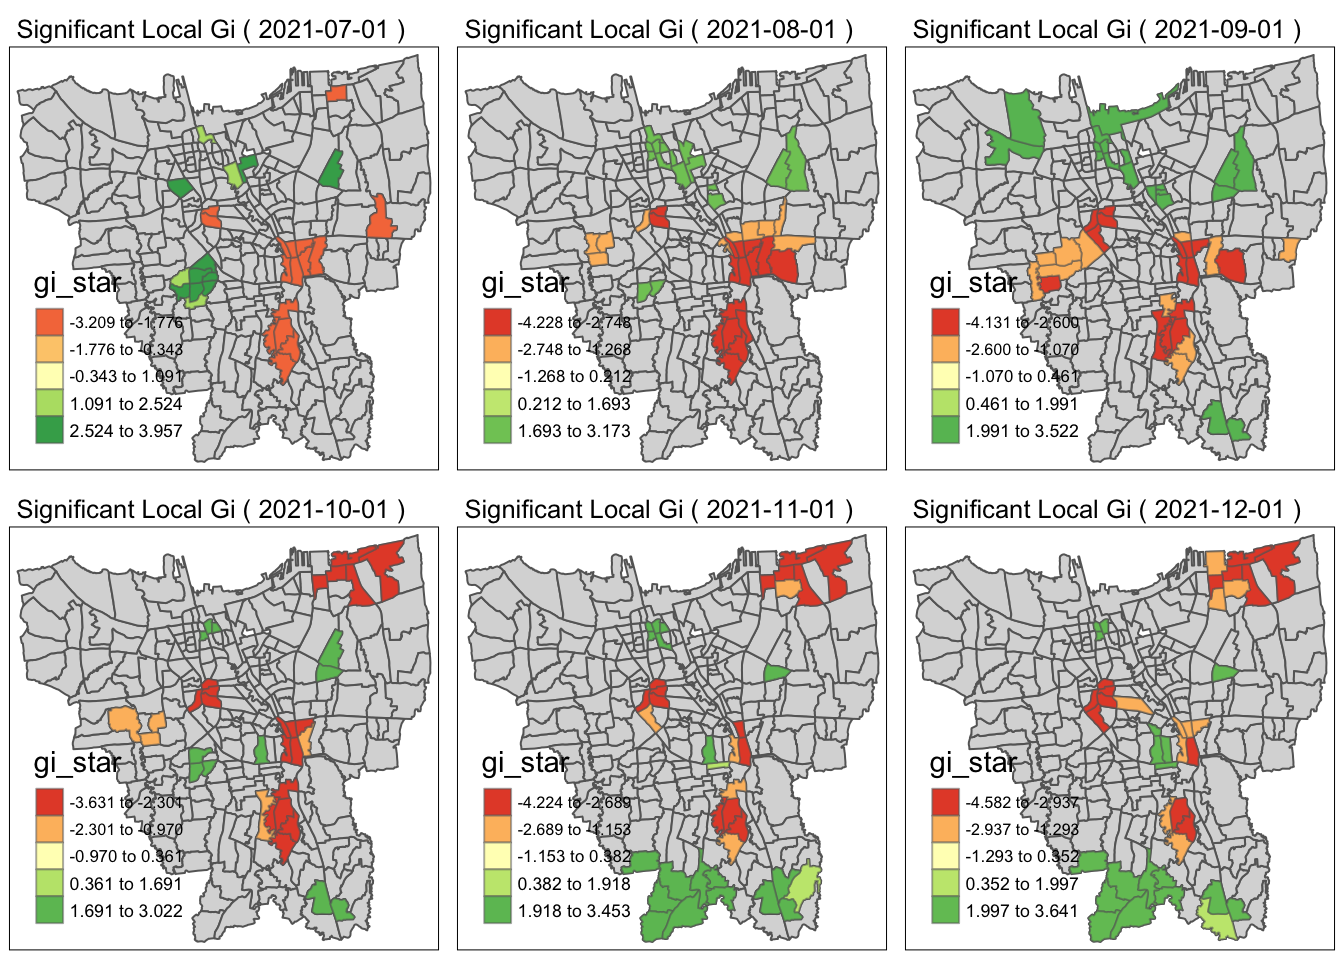 Significant Local Gi ( 2021-07-01 )
gi_star
-3.209 to -1.776
-1.776 to -0.343
-0.343 to 1.091
1.091 to 2.524
2.524 to 3.957
Significant Local Gi ( 2021-08-01 )
gi_star
-4.228 to -2.748
-2.748 to -1.268
-1.268 to 0.212
0.212 to 1.693
1.693 to 3.173
Significant Local Gi ( 2021-09-01 )
gi_star
-4.131 to -2.600
-2.600 to -1.070
-1.070 to 0.461
0.461 to 1.991
1.991 to 3.522
Significant Local Gi ( 2021-10-01 )
gi_star
-3.631 to -2.301
-2.301 to -0.970
-0.970 to 0.361
0.361 to 1.691
1.691 to 3.022
Significant Local Gi ( 2021-11-01 )
gi_star
-4.224 to -2.689
-2.689 to -1.153
-1.153 to 0.382
0.382 to 1.918
1.918 to 3.453
Significant Local Gi ( 2021-12-01 )
gi_star
-4.582 to -2.937
-2.937 to -1.293
-1.293 to 0.352
0.352 to 1.997
1.997 to 3.641